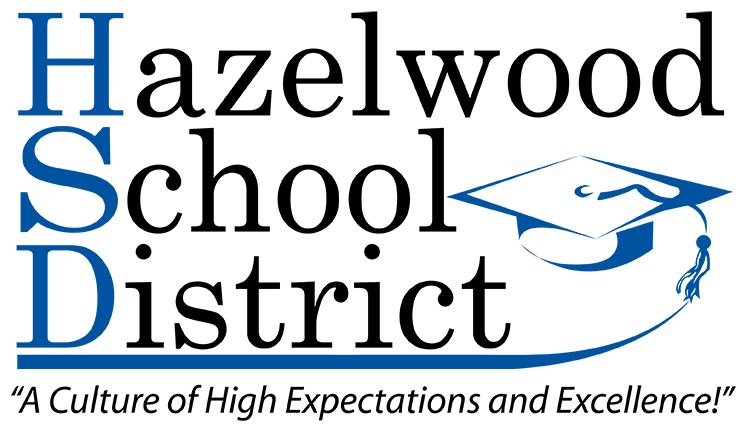 Hazelwood
School
District
“A Culture of High Expectations and Excellence!”